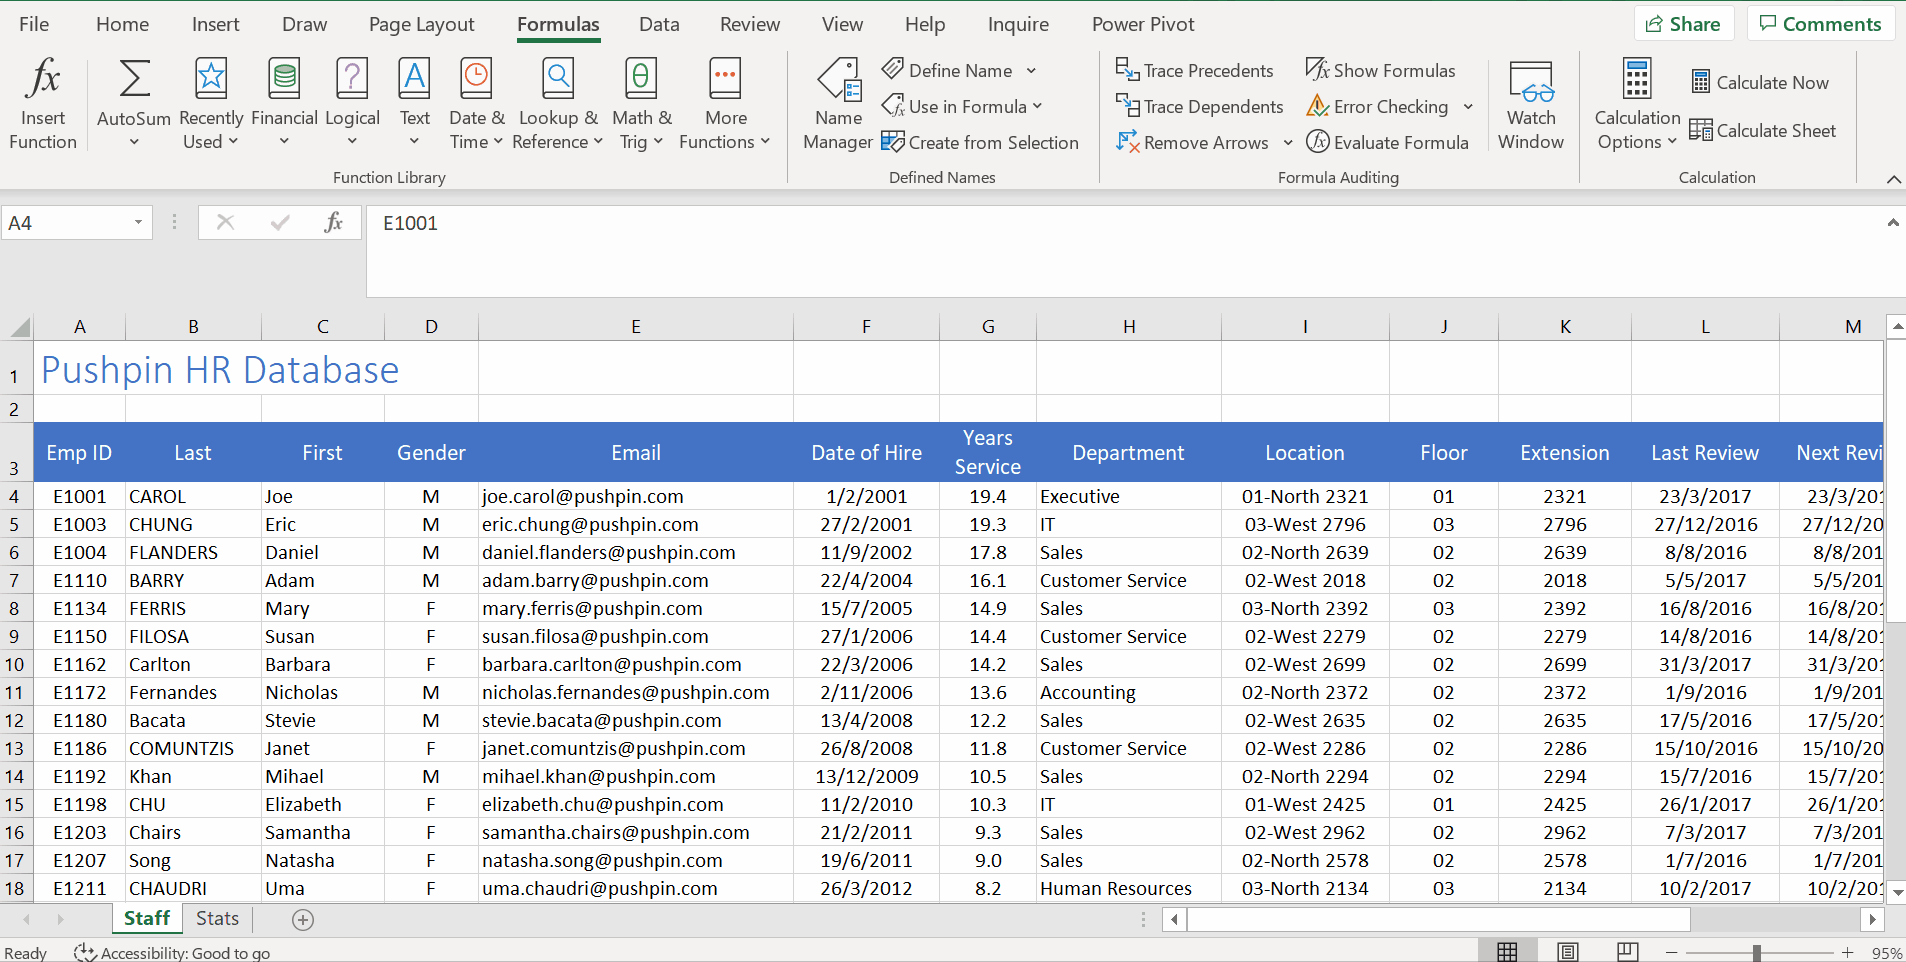 File Home Insert Draw Page Layout Formulas Data Review View Help Inquire Power Pivot Share Comments
fx Insert Function
AutoSum
Recently Used
Financial
Logical
Text
Date & Time
Lookup & Reference
Math & Trig
More Functions
Function Library
Name Manager
Define Name
Use in Formula
Create from Selection
Defined Names
Trace Precedents
Trace Dependents
Remove Arrows
Show Formulas
Error Checking
Evaluate Formula
Watch Window
Formula Auditing
Calculation Options
Calculate Now
Calculate Sheet
Calculation
A4 fx E1001
A B C D E F G H I J K L M
1 Pushpin HR Database
2
3 Emp ID Last First Gender Email Date of Hire Years Service Department Location Floor Extension Last Review Next Revi
4 E1001 CAROL Joe M joe.carol@pushpin.com 1/2/2001 19.4 Executive 01-North 2321 01 2321 23/3/2017 23/3/201
5 E1003 CHUNG Eric M eric.chung@pushpin.com 27/2/2001 19.3 IT 03-West 2796 03 2796 27/12/2016 27/12/20
6 E1004 FLANDERS Daniel M daniel.flanders@pushpin.com 11/9/2002 17.8 Sales 02-North 2639 02 2639 8/8/2016 8/8/201
7 E1110 BARRY Adam M adam.barry@pushpin.com 22/4/2004 16.1 Customer Service 02-West 2018 02 2018 5/5/2017 5/5/201
8 E1134 FERRIS Mary F mary.ferris@pushpin.com 15/7/2005 14.9 Sales 03-North 2392 03 2392 16/8/2016 16/8/201
9 E1150 FILOSA Susan F susan.filosa@pushpin.com 27/1/2006 14.4 Customer Service 02-West 2279 02 2279 14/8/2016 14/8/201
10 E1162 Carlton Barbara F barbara.carlton@pushpin.com 22/3/2006 14.2 Sales 02-West 2699 02 2699 31/3/2017 31/3/201
11 E1172 Fernandes Nicholas M nicholas.fernandes@pushpin.com 2/11/2006 13.6 Accounting 02-North 2372 02 2372 1/9/2016 1/9/201
12 E1180 Bacata Stevie M stevie.bacata@pushpin.com 13/4/2008 12.2 Sales 02-West 2635 02 2635 17/5/2016 17/5/201
13 E1186 COMUNTZIS Janet F janet.comuntzis@pushpin.com 26/8/2008 11.8 Customer Service 02-West 2286 02 2286 15/10/2016 15/10/20
14 E1192 Khan Mihael M mihael.khan@pushpin.com 13/12/2009 10.5 Sales 02-North 2294 02 2294 15/7/2016 15/7/201
15 E1198 CHU Elizabeth F elizabeth.chu@pushpin.com 11/2/2010 10.3 IT 01-West 2425 01 2425 26/1/2017 26/1/201
16 E1203 Chairs Samantha F samantha.chairs@pushpin.com 21/2/2011 9.3 Sales 02-West 2962 02 2962 7/3/2017 7/3/201
17 E1207 Song Natasha F natasha.song@pushpin.com 19/6/2011 9.0 Sales 02-North 2578 02 2578 1/7/2016 1/7/201
18 E1211 CHAUDRI Uma F uma.chaudri@pushpin.com 26/3/2012 8.2 Human Resources 03-North 2134 03 2134 10/2/2017 10/2/201
Staff Stats
Ready Accessibility: Good to go 95%